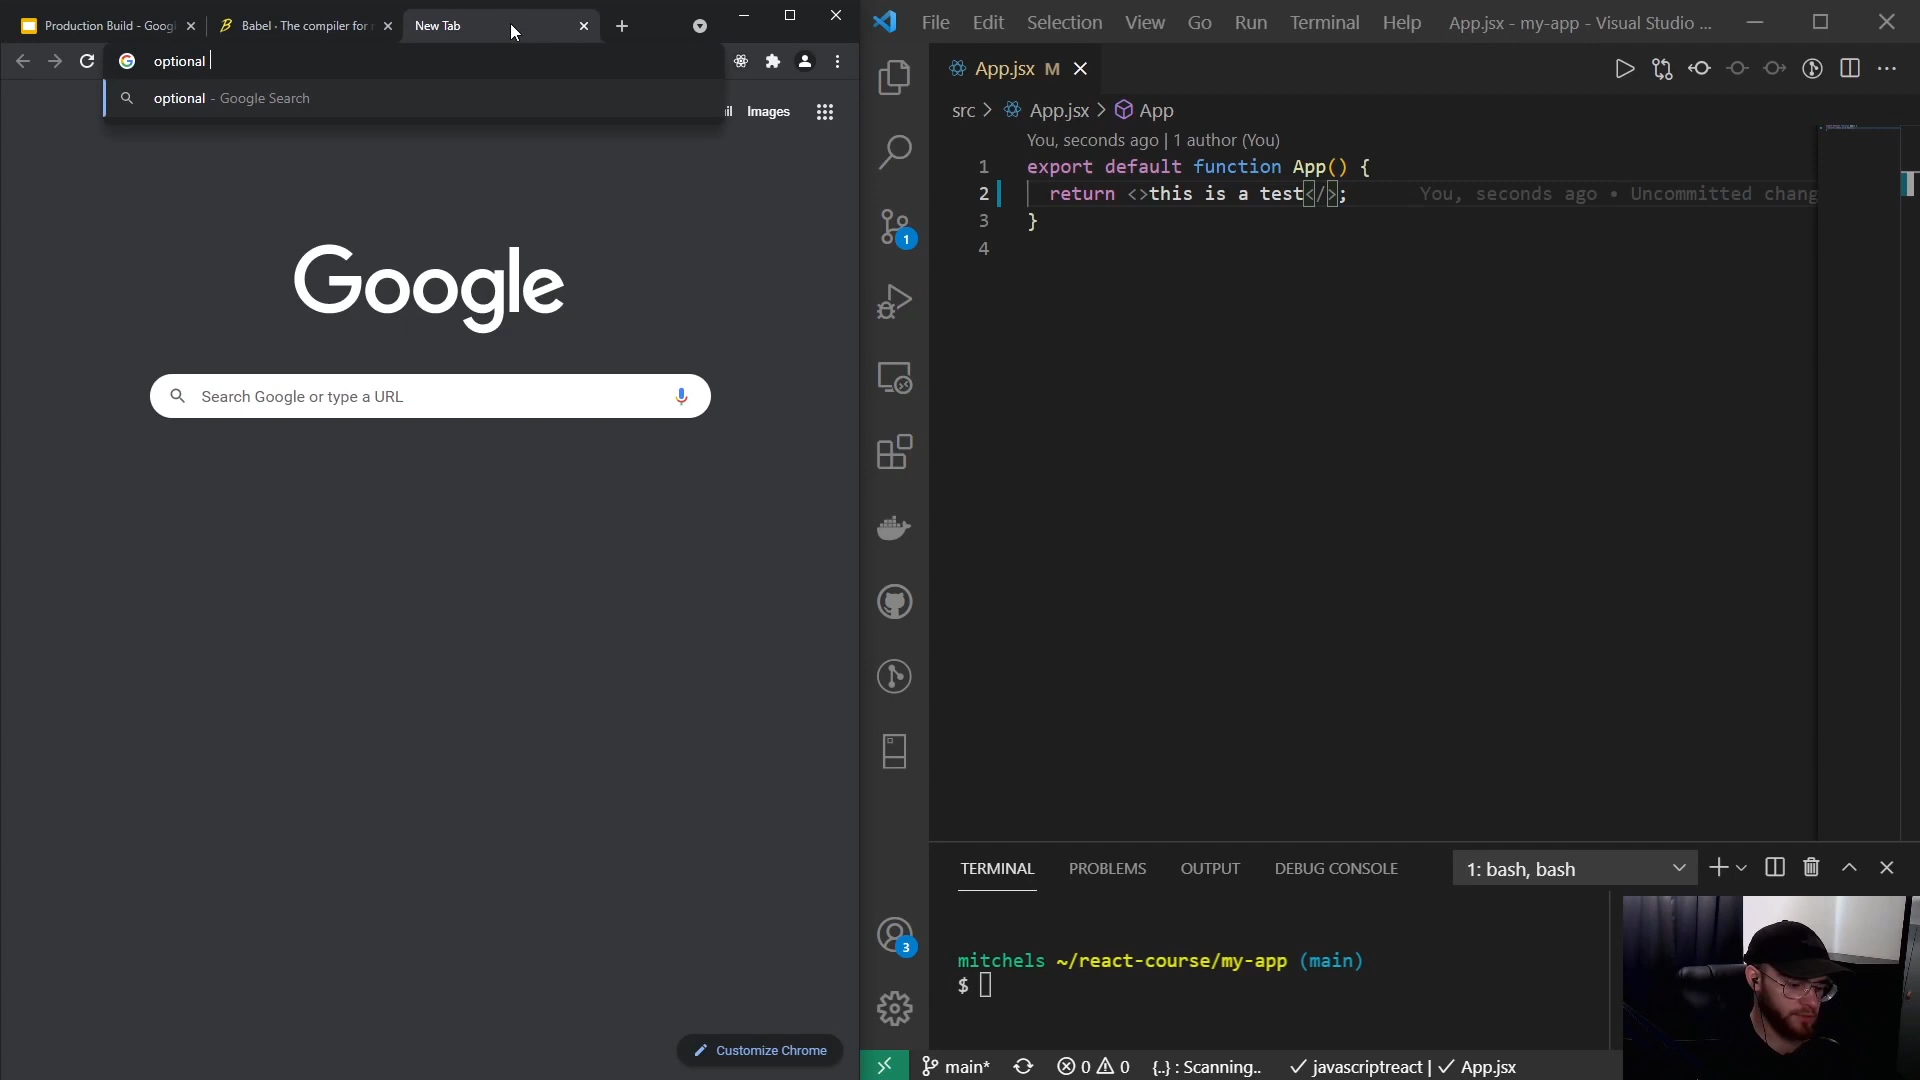 Production Build - Googl
Babel · The compiler for
New Tab
optional
optional - Google Search
Images
Google
Search Google or type a URL
Customize Chrome
File Edit Selection View Go Run Terminal Help App.jsx - my-app - Visual Studio ...
App.jsx M
src > App.jsx > App
You, seconds ago | 1 author (You)
1 export default function App() {
2 return <>this is a test</>; You, seconds ago • Uncommitted chang
3 }
4
1
3
TERMINAL PROBLEMS OUTPUT DEBUG CONSOLE 1: bash, bash
mitchels ~/react-course/my-app (main)
$
main* 0 0 {..} : Scanning.. ✓ javascriptreact | ✓ App.jsx